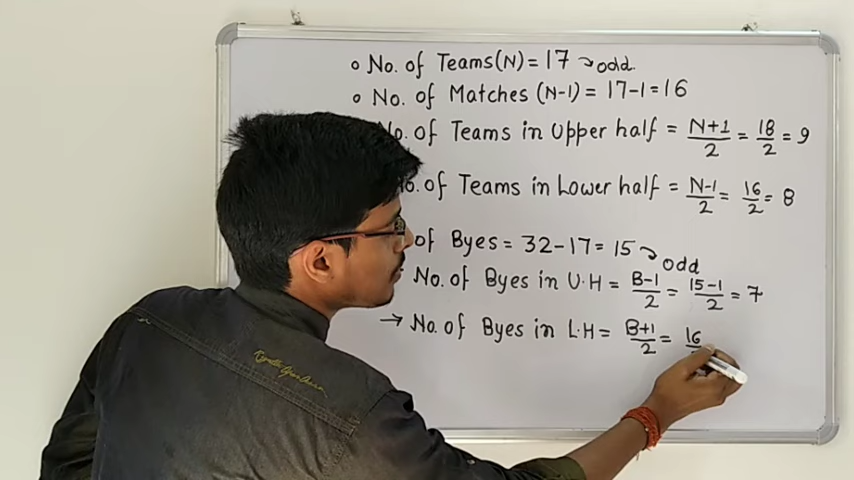 o No. of Teams(N) = 17 → odd.
o No. of Matches (N-1) = 17-1 = 16
No. of Teams in Upper half = N+1/2 = 18/2 = 9
No. of Teams in Lower half = N-1/2 = 16/2 = 8
of Byes = 32-17 = 15 → odd
No. of Byes in U.H = B-1/2 = 15-1/2 = 7
→ No. of Byes in L.H = B+1/2 = 16